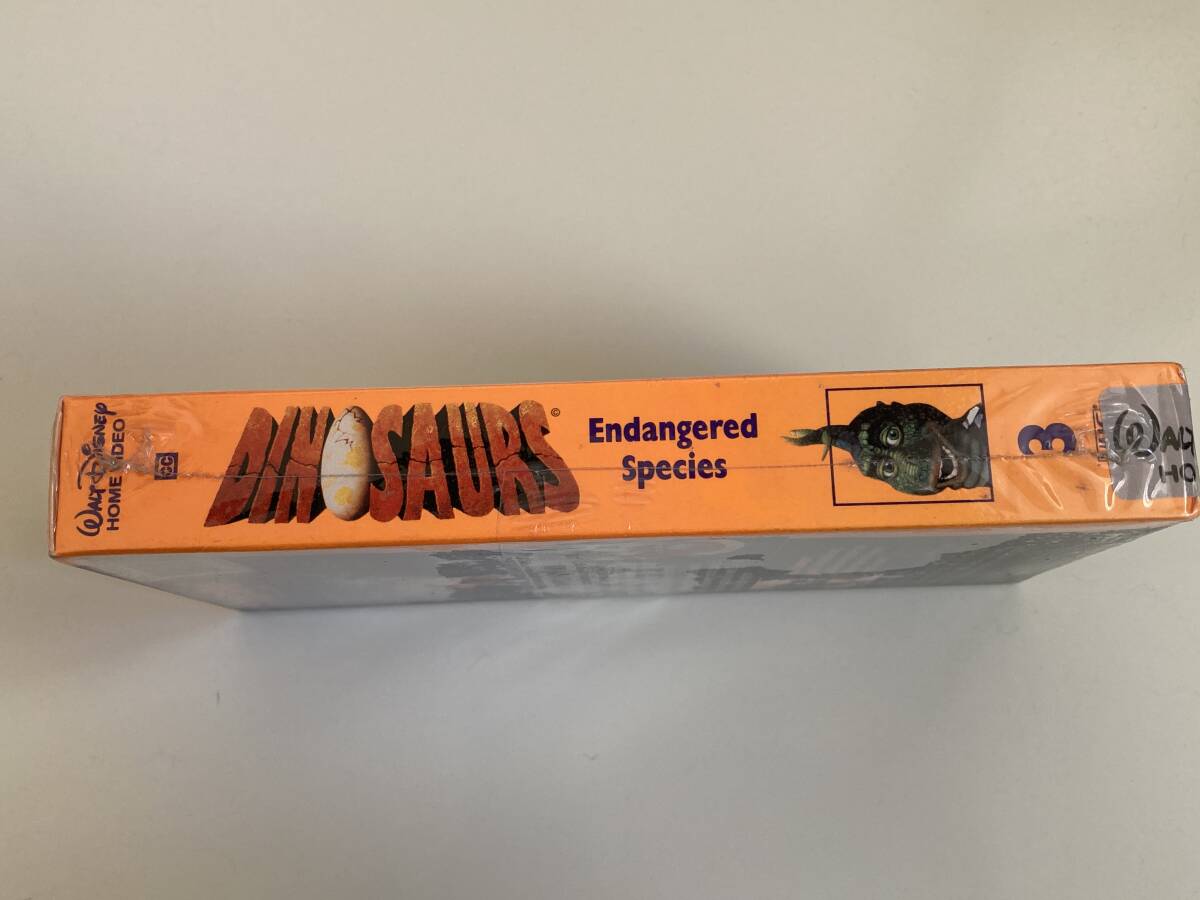 WALT DISNEY
HOME VIDEO
CC
DINOSAURS ©
Endangered
Species
3